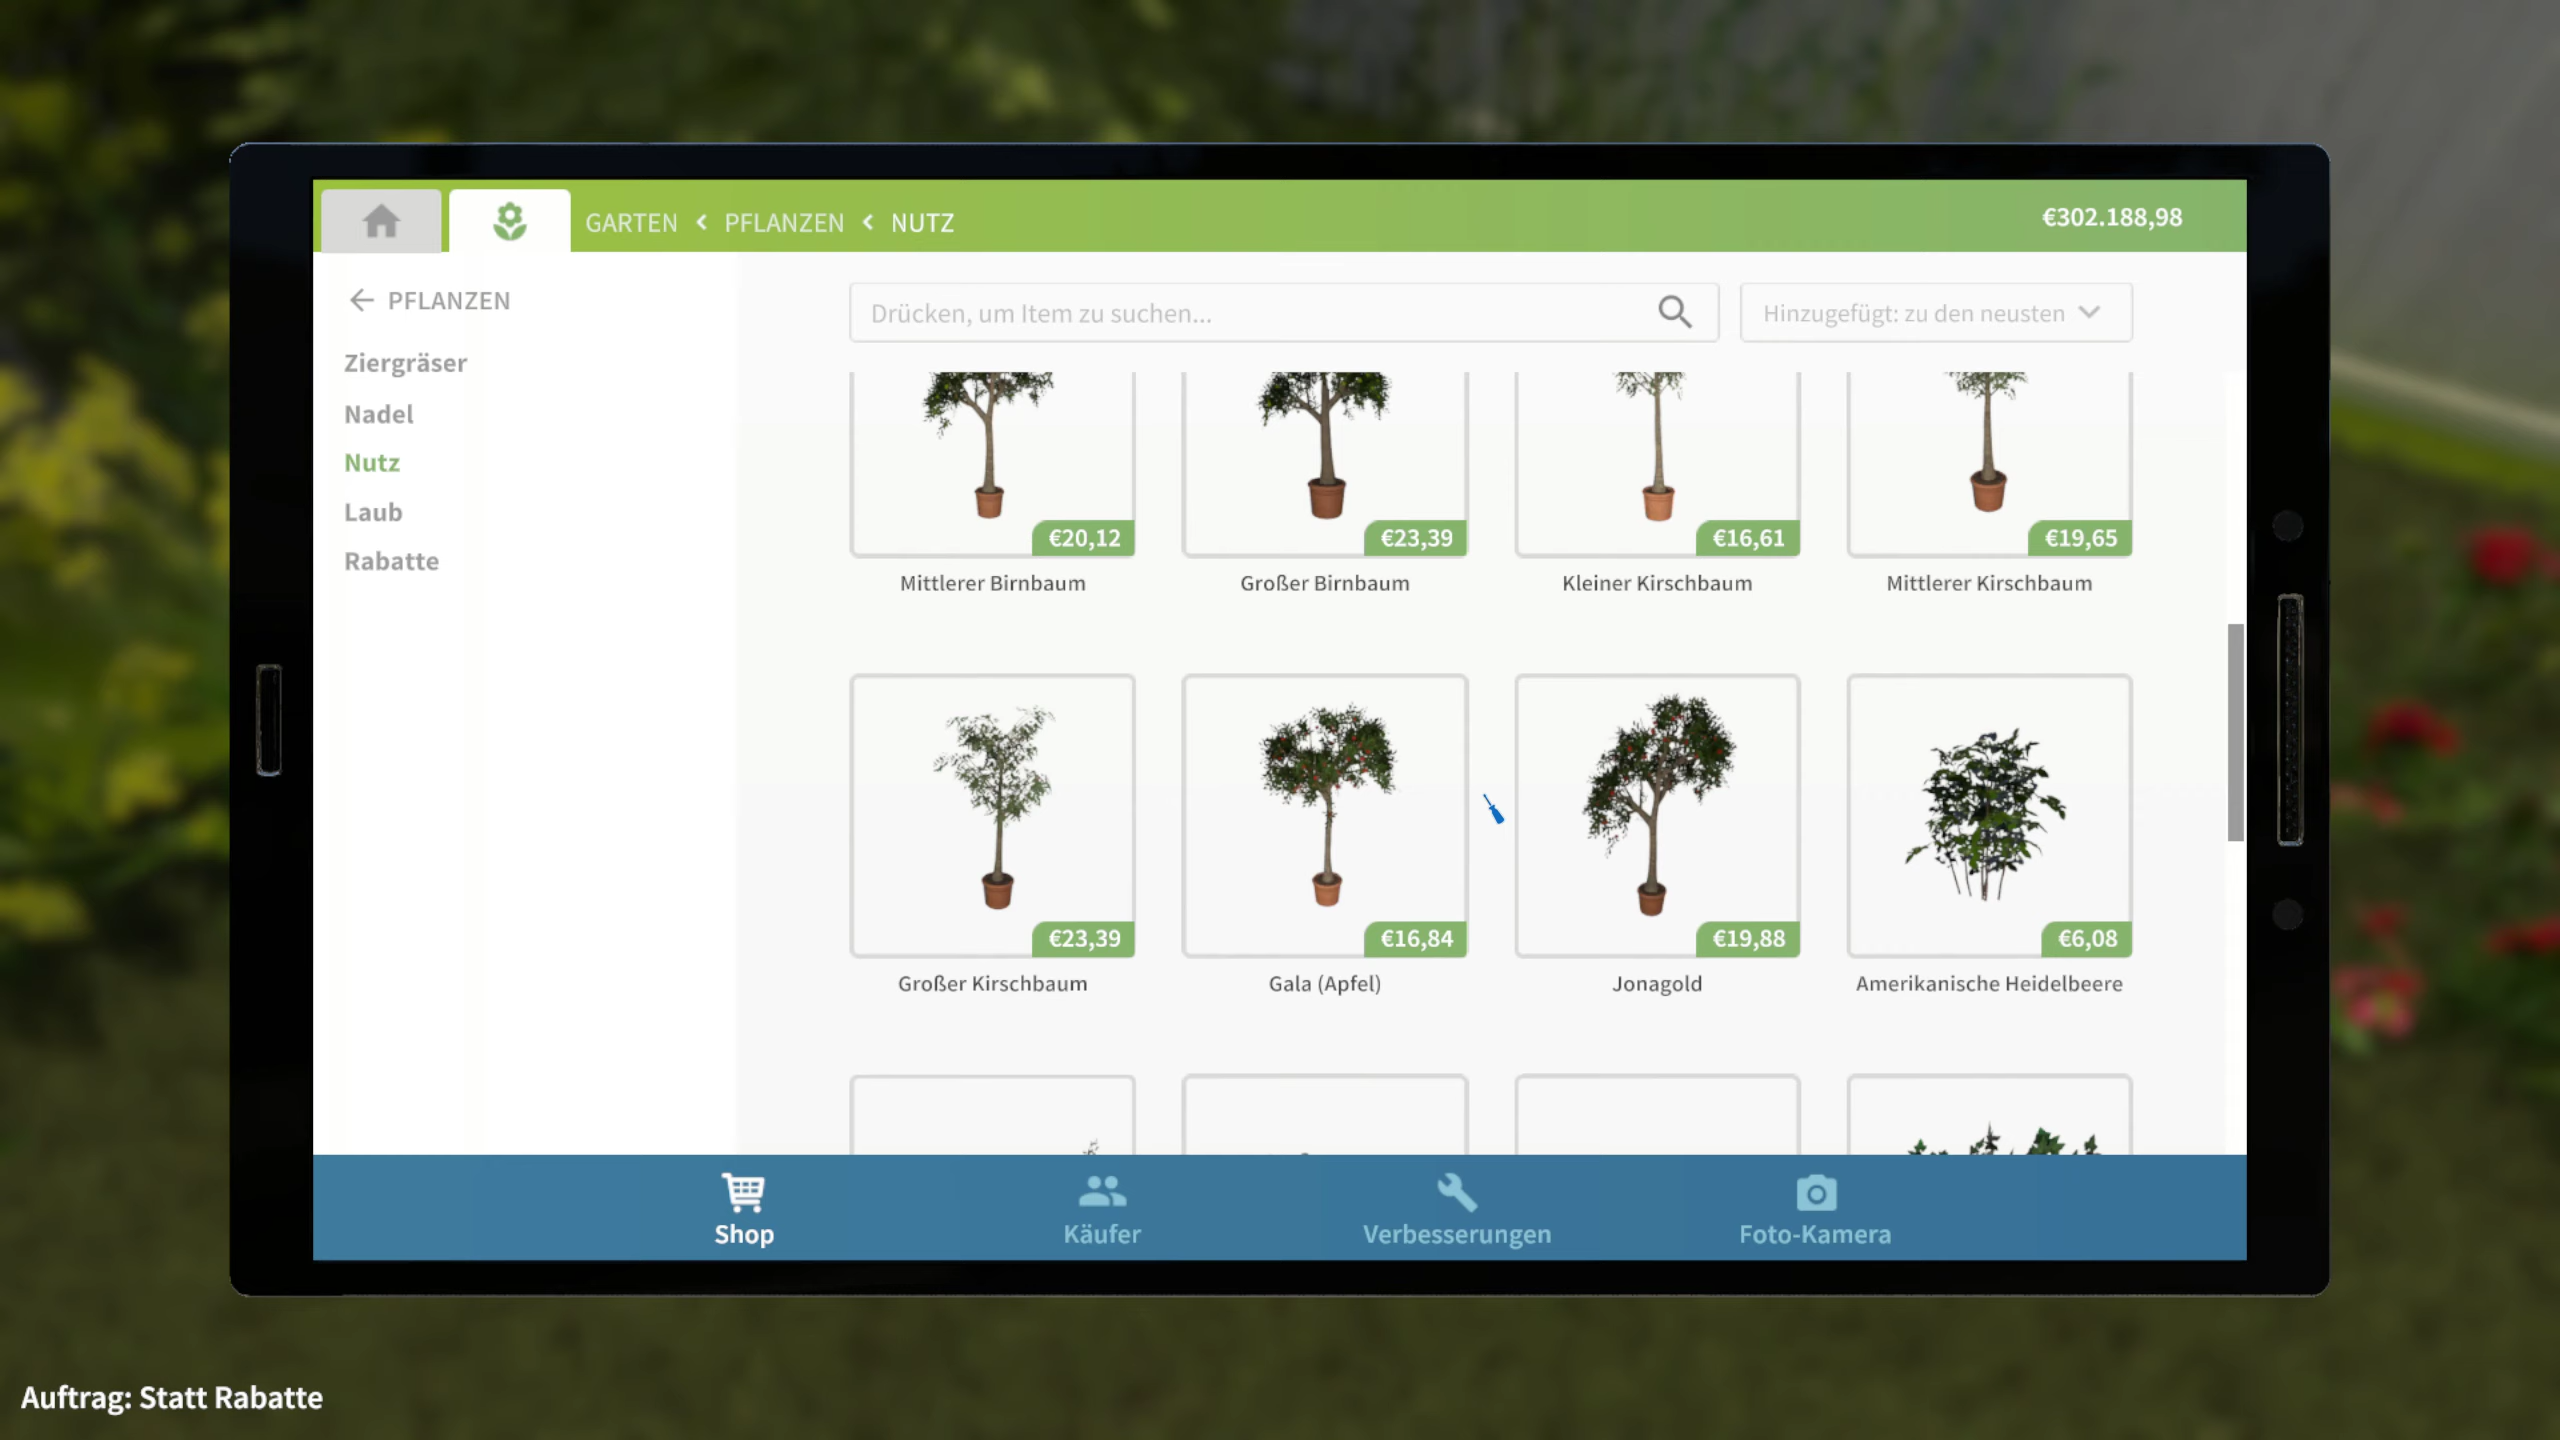 GARTEN < PFLANZEN < NUTZ
€302.188,98
PFLANZEN
Ziergräser
Nadel
Nutz
Laub
Rabatte
Drücken, um Item zu suchen...
Hinzugefügt: zu den neusten
€20,12
€23,39
€16,61
€19,65
Mittlerer Birnbaum
Großer Birnbaum
Kleiner Kirschbaum
Mittlerer Kirschbaum
€23,39
€16,84
€19,88
€6,08
Großer Kirschbaum
Gala (Apfel)
Jonagold
Amerikanische Heidelbeere
Shop
Käufer
Verbesserungen
Foto-Kamera
Auftrag: Statt Rabatte